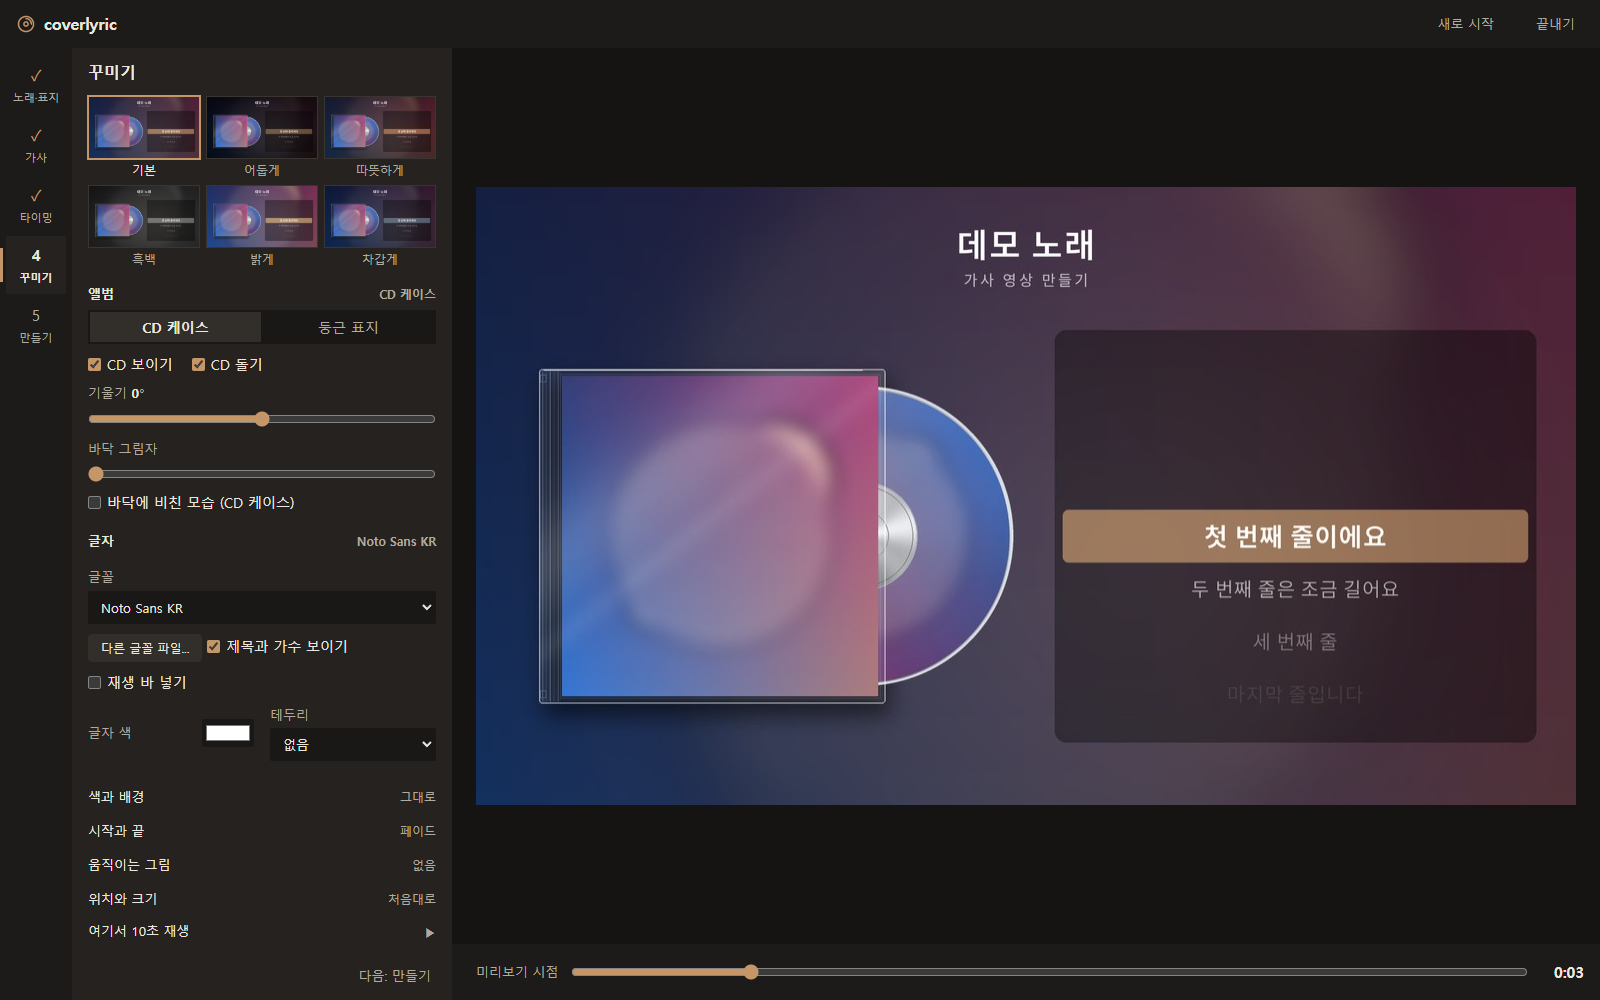 coverlyric
새로 시작
끝내기
✓
노래·표지
✓
가사
✓
타이밍
4
꾸미기
5
만들기
꾸미기
기본
어둡게
따뜻하게
흑백
밝게
차갑게
앨범
CD 케이스
CD 케이스
둥근 표지
CD 보이기
CD 돌기
기울기 0°
바닥 그림자
바닥에 비친 모습 (CD 케이스)
글자
Noto Sans KR
글꼴
Noto Sans KR
다른 글꼴 파일...
제목과 가수 보이기
재생 바 넣기
글자 색
테두리
없음
색과 배경
그대로
시작과 끝
페이드
움직이는 그림
없음
위치와 크기
처음대로
여기서 10초 재생
다음: 만들기
데모 노래
가사 영상 만들기
첫 번째 줄이에요
두 번째 줄은 조금 길어요
세 번째 줄
마지막 줄입니다
미리보기 시점
0:03